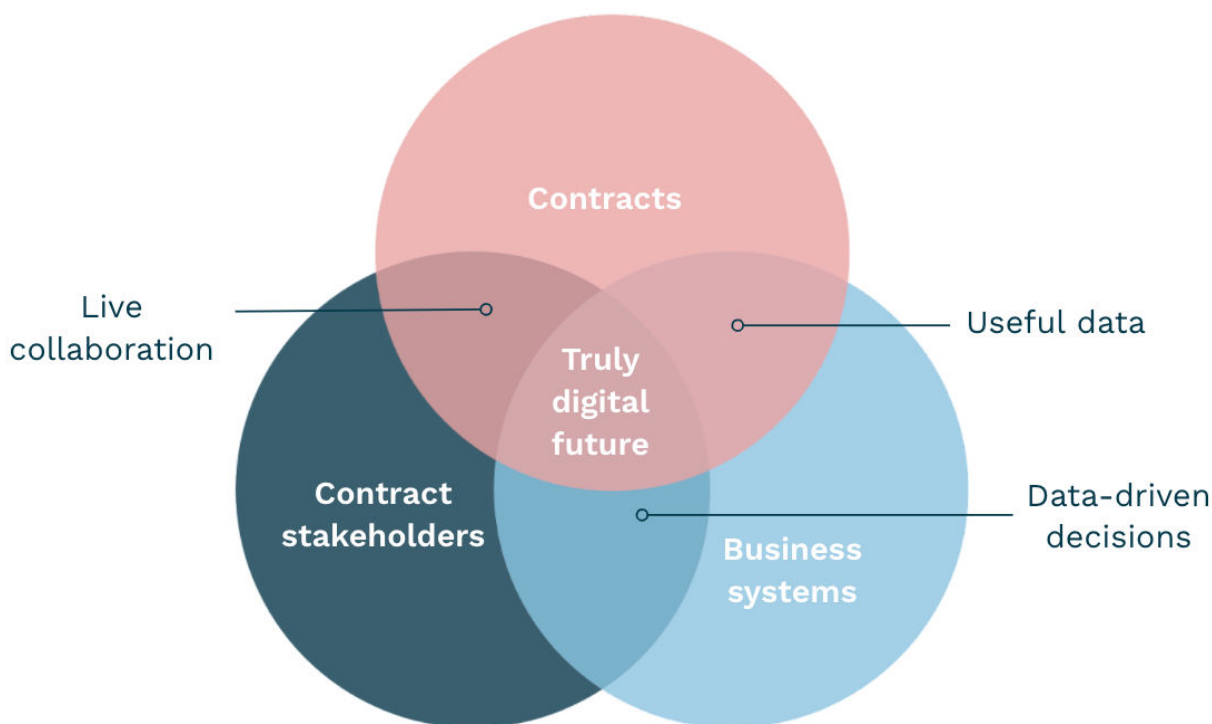 Contracts
Live
collaboration
Useful data
Truly
digital
future
Contract
stakeholders
Data-driven
decisions
Business
systems